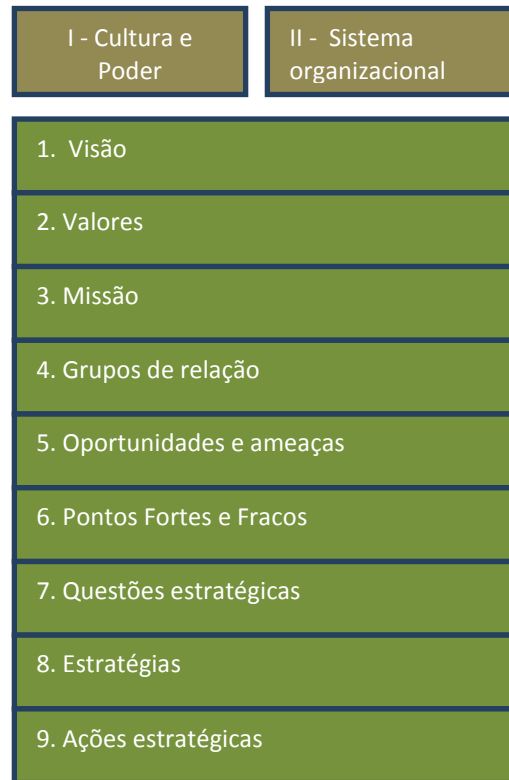 I - Cultura e
Poder
II - Sistema
organizacional
1. Visão
2. Valores
3. Missão
4. Grupos de relação
5. Oportunidades e ameaças
6. Pontos Fortes e Fracos
7. Questões estratégicas
8. Estratégias
9. Ações estratégicas